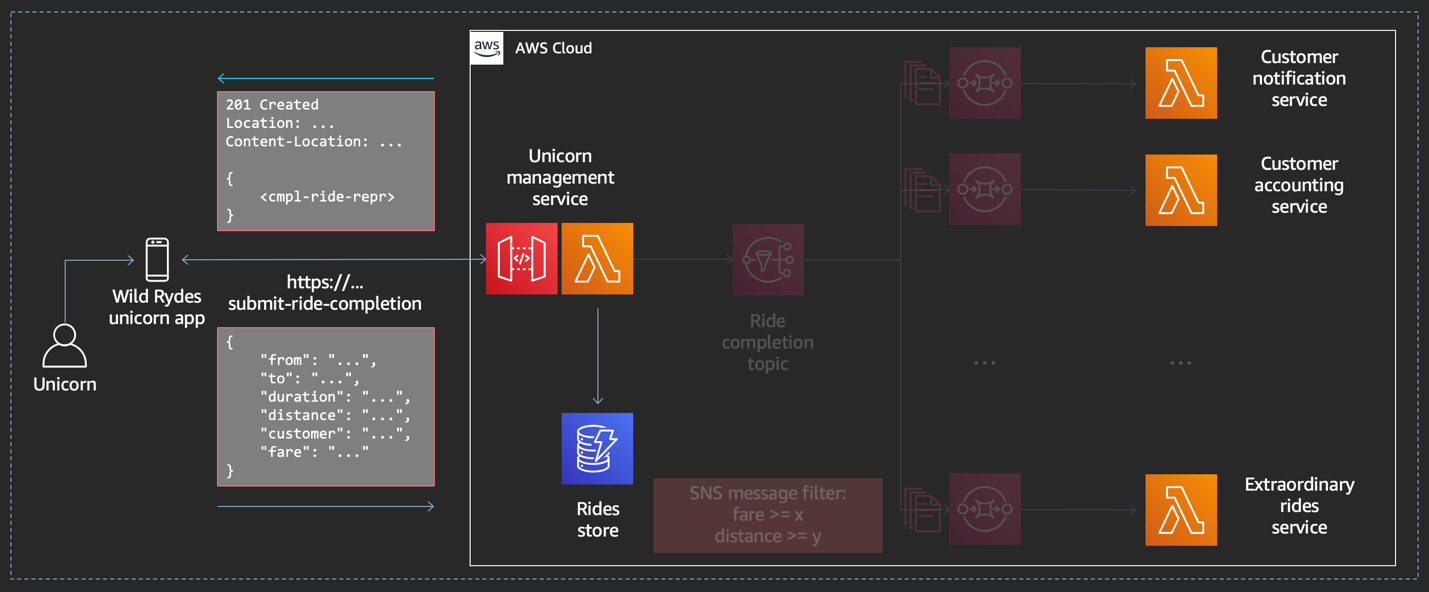 aws
AWS Cloud
201 Created
Location: ...
Content-Location: ...
{
<cmpl-ride-repr>
}
Wild Rydes
unicorn app
Unicorn
https://...
submit-ride-completion
{
"from": "...",
"to": "...",
"duration": "...",
"distance": "...",
"customer": "...",
"fare": "..."
}
Unicorn
management
service
</>
Rides
store
Ride
completion
topic
SNS message filter:
fare >= x
distance >= y
Customer
notification
service
Customer
accounting
service
...
...
Extraordinary
rides
service